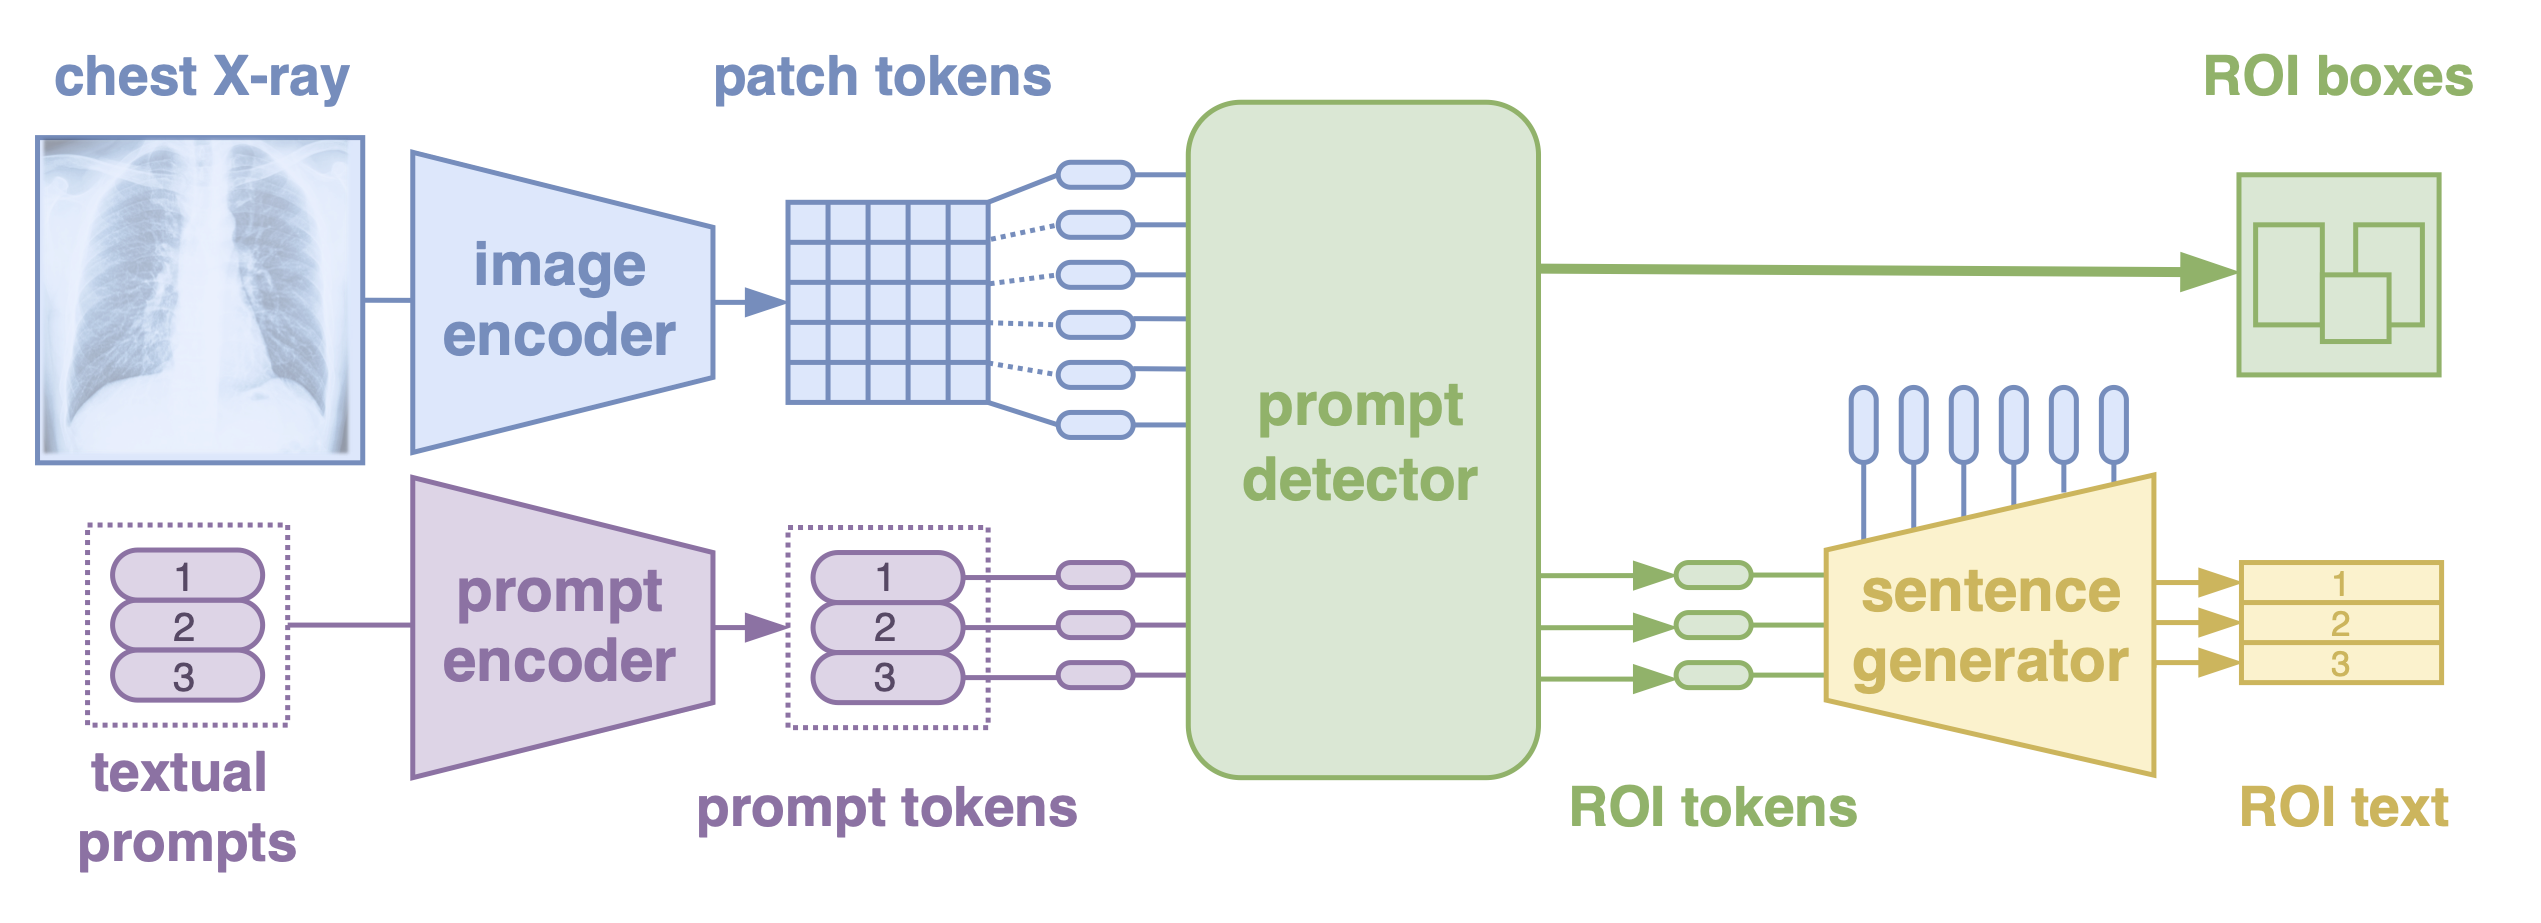 chest X-ray
patch tokens
ROI boxes
image
encoder
prompt
detector
1
2
3
prompt
encoder
1
2
3
sentence
generator
1
2
3
textual
prompts
prompt tokens
ROI tokens
ROI text